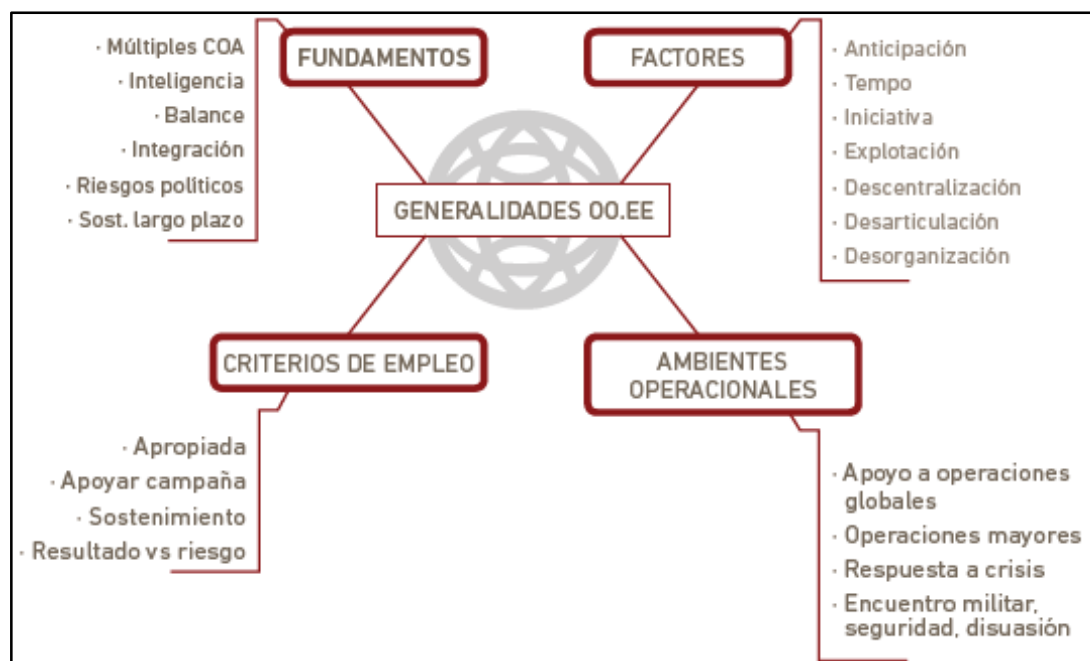 FUNDAMENTOS
· Múltiples COA
· Inteligencia
· Balance
· Integración
· Riesgos políticos
· Sost. largo plazo
FACTORES
· Anticipación
· Tempo
· Iniciativa
· Explotación
· Descentralización
· Desarticulación
· Desorganización
GENERALIDADES OO.EE
CRITERIOS DE EMPLEO
· Apropiada
· Apoyar campaña
· Sostenimiento
· Resultado vs riesgo
AMBIENTES
OPERACIONALES
· Apoyo a operaciones
globales
· Operaciones mayores
· Respuesta a crisis
· Encuentro militar,
seguridad, disuasión